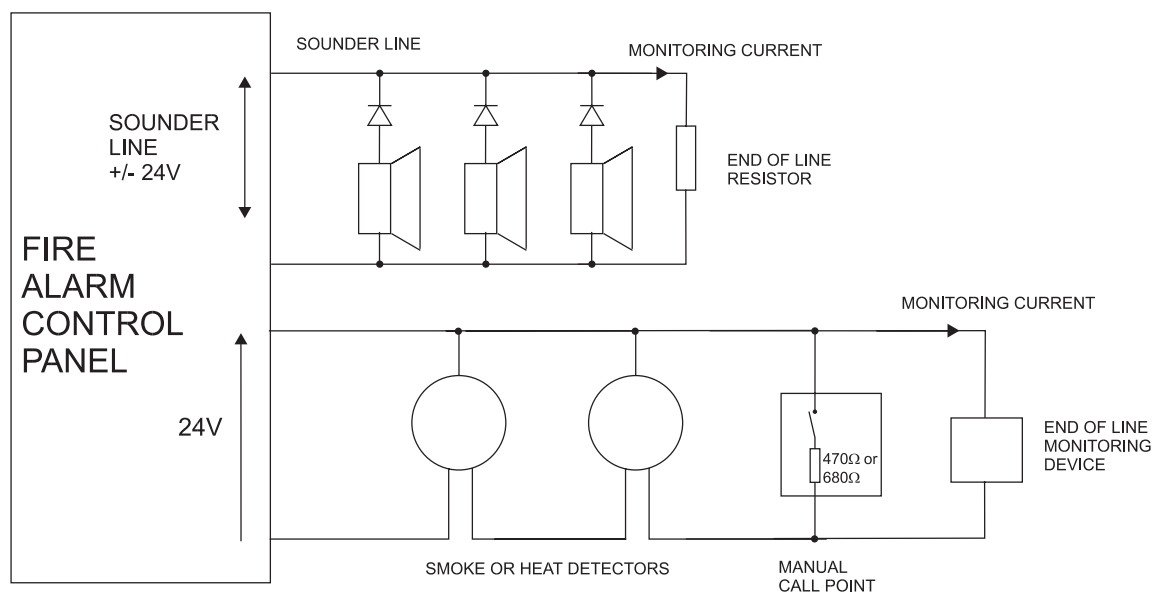 SOUNDER LINE
MONITORING CURRENT
SOUNDER
LINE
+/- 24V
END OF LINE
RESISTOR
FIRE
ALARM
CONTROL
PANEL
MONITORING CURRENT
24V
470Ω or
680Ω
END OF LINE
MONITORING
DEVICE
SMOKE OR HEAT DETECTORS
MANUAL
CALL POINT